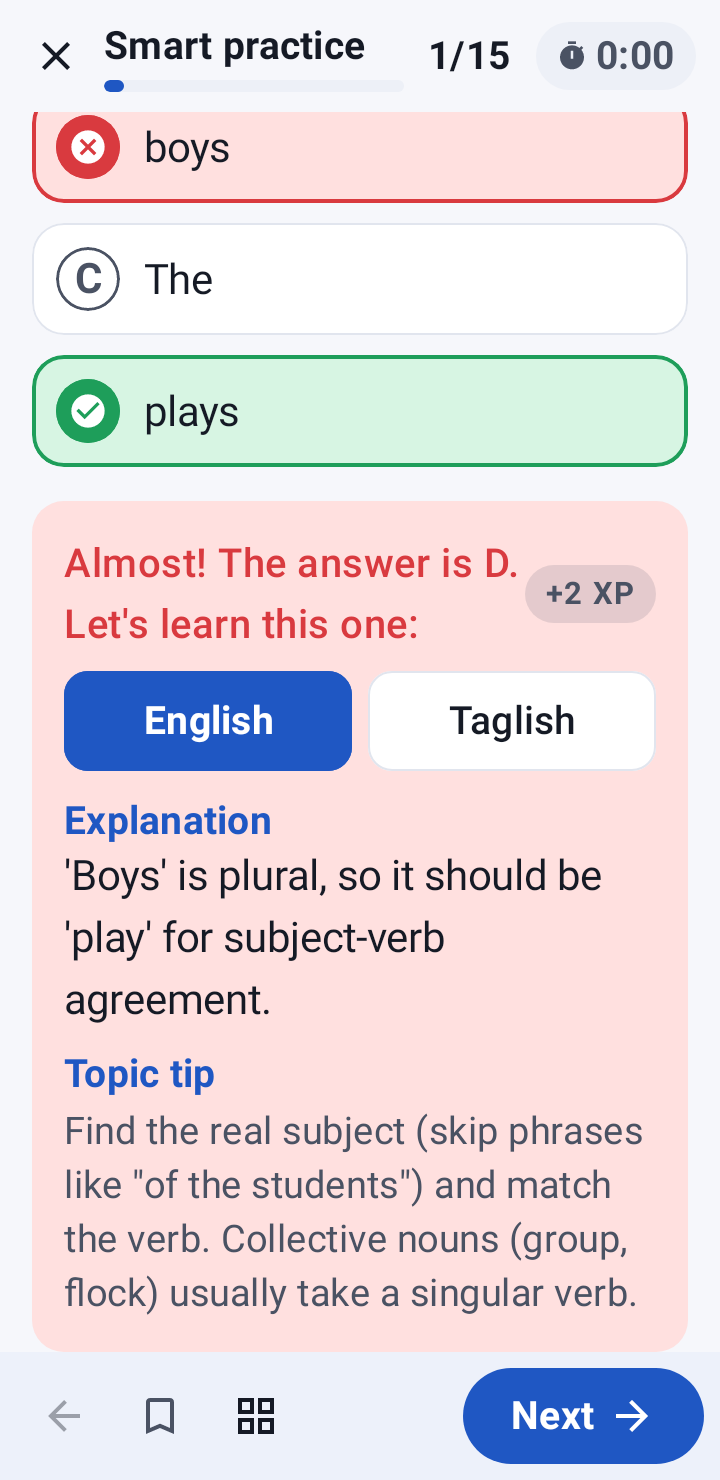 Smart practice
1/15
0:00
boys
C
The
plays
Almost! The answer is D.
Let's learn this one:
+2 XP
English
Taglish
Explanation
'Boys' is plural, so it should be
'play' for subject-verb
agreement.
Topic tip
Find the real subject (skip phrases
like "of the students") and match
the verb. Collective nouns (group,
flock) usually take a singular verb.
Next